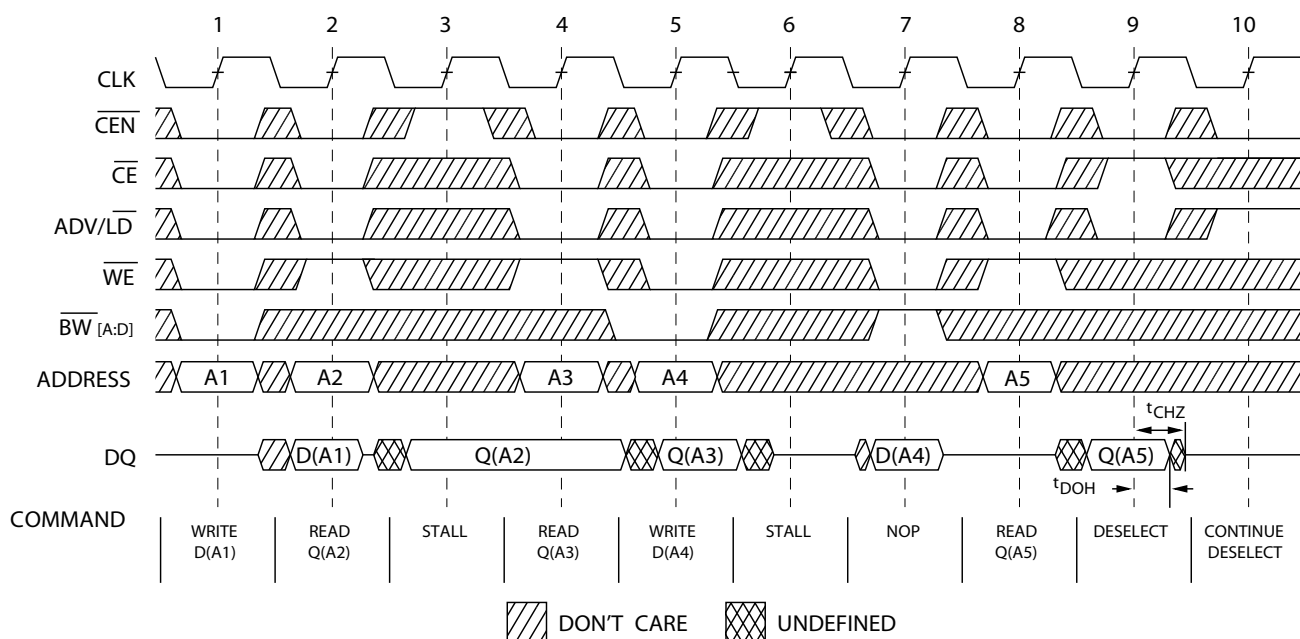 1 2 3 4 5 6 7 8 9 10
CLK
CEN
CE
ADV/LD
WE
BW [A:D]
ADDRESS A1 A2 A3 A4 A5
tCHZ
DQ D(A1) Q(A2) Q(A3) D(A4) Q(A5)
tDOH
COMMAND
WRITE READ STALL READ WRITE STALL NOP READ DESELECT CONTINUE
D(A1) Q(A2) Q(A3) D(A4) Q(A5) DESELECT
DON'T CARE UNDEFINED